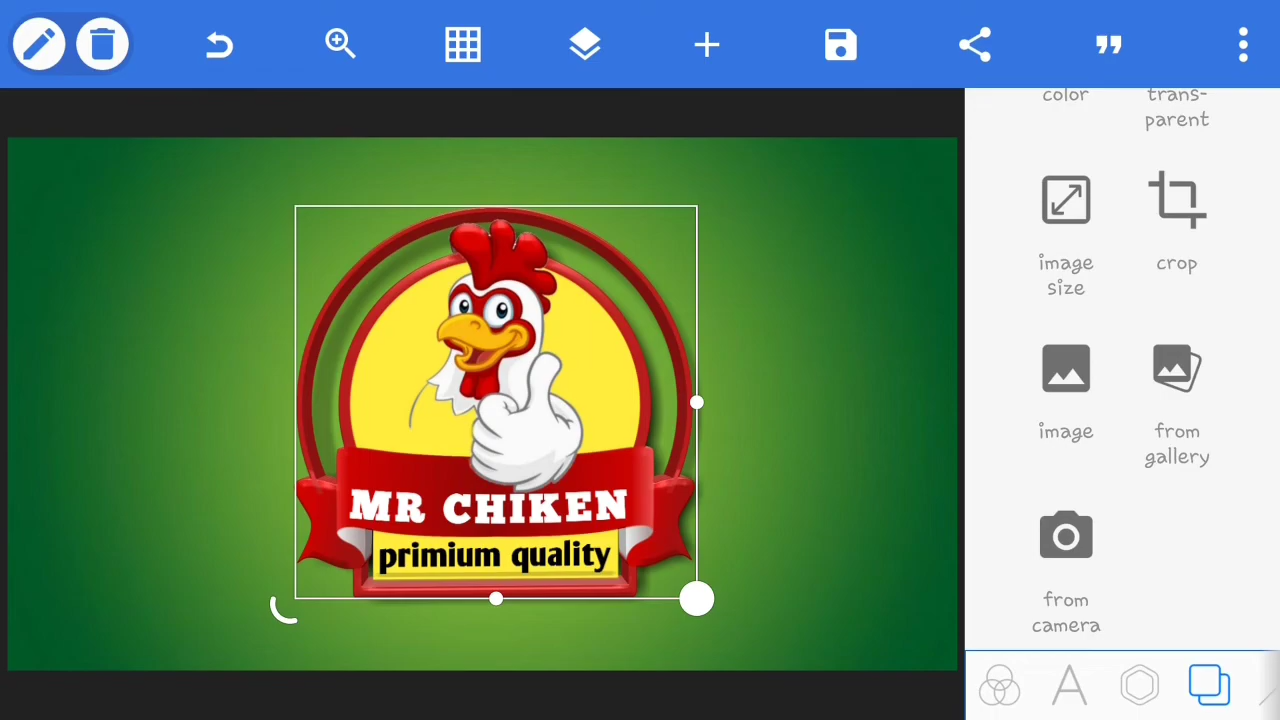 color
trans-
parent
image
size
crop
image
from
gallery
from
camera
MR CHIKEN
primium quality